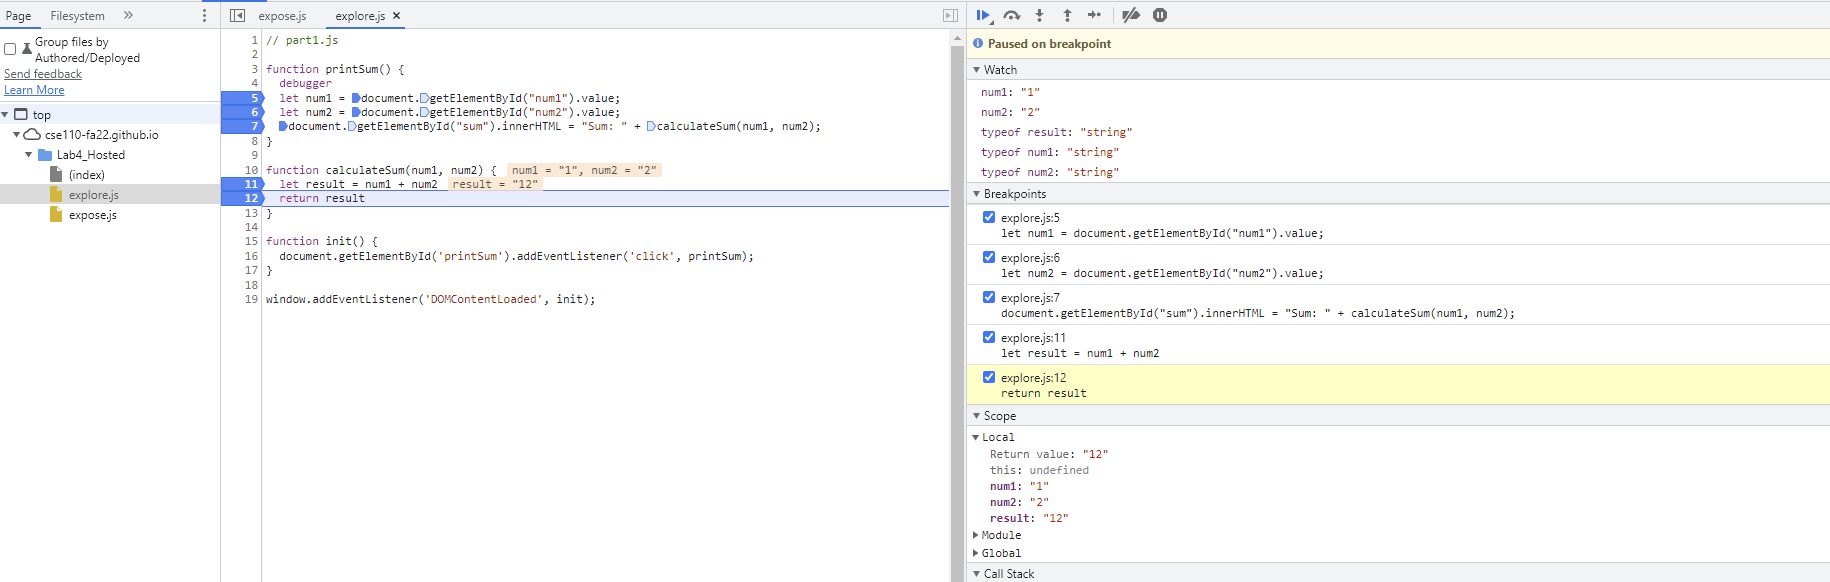 Page Filesystem »
Group files by
Authored/Deployed
Send feedback
Learn More
top
cse110-fa22.github.io
Lab4_Hosted
(index)
explore.js
expose.js
expose.js explore.js ×
1 // part1.js
2
3 function printSum() {
4 debugger
5 let num1 = document.getElementById("num1").value;
6 let num2 = document.getElementById("num2").value;
7 document.getElementById("sum").innerHTML = "Sum: " + calculateSum(num1, num2);
8 }
9
10 function calculateSum(num1, num2) { num1 = "1", num2 = "2"
11 let result = num1 + num2 result = "12"
12 return result
13 }
14
15 function init() {
16 document.getElementById('printSum').addEventListener('click', printSum);
17 }
18
19 window.addEventListener('DOMContentLoaded', init);
Paused on breakpoint
Watch
num1: "1"
num2: "2"
typeof result: "string"
typeof num1: "string"
typeof num2: "string"
Breakpoints
explore.js:5
let num1 = document.getElementById("num1").value;
explore.js:6
let num2 = document.getElementById("num2").value;
explore.js:7
document.getElementById("sum").innerHTML = "Sum: " + calculateSum(num1, num2);
explore.js:11
let result = num1 + num2
explore.js:12
return result
Scope
Local
Return value: "12"
this: undefined
num1: "1"
num2: "2"
result: "12"
Module
Global
Call Stack